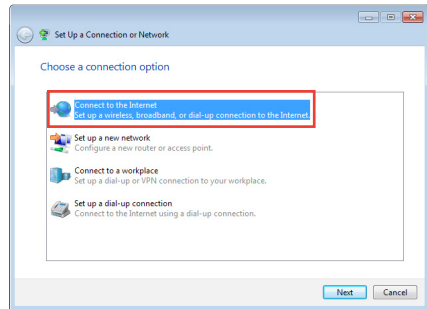 Set Up a Connection or Network
Choose a connection option
Connect to the Internet
Set up a wireless, broadband, or dial-up connection to the Internet.
Set up a new network
Configure a new router or access point.
Connect to a workplace
Set up a dial-up or VPN connection to your workplace.
Set up a dial-up connection
Connect to the Internet using a dial-up connection.
Next Cancel